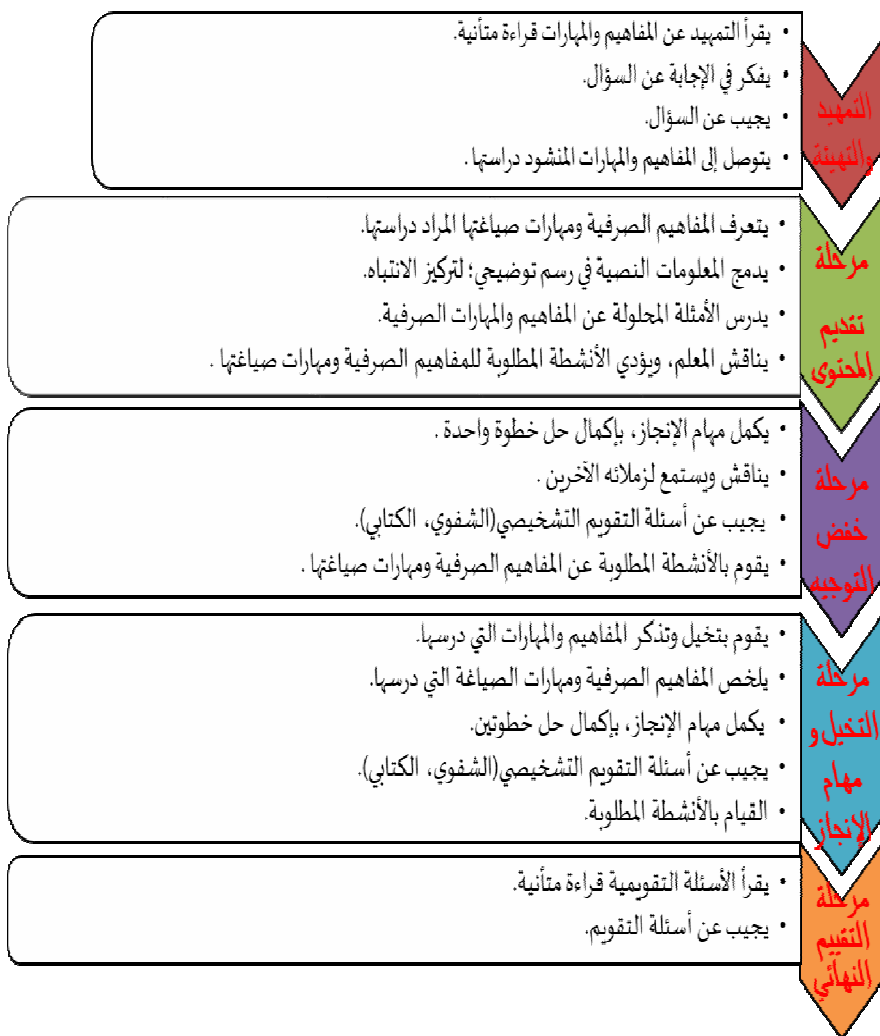 التمهيد
والتهيئة
• يقرأ التمهيد عن المفاهيم والمهارات قراءة متأنية.
• يفكر في الإجابة عن السؤال.
• يجيب عن السؤال.
• يتوصل إلى المفاهيم والمهارات المنشود دراستها .
مرحلة
تقديم
المحتوى
• يتعرف المفاهيم الصرفية ومهارات صياغتها المراد دراستها.
• يدمج المعلومات النصية في رسم توضيحي؛ لتركيز الانتباه.
• يدرس الأمثلة المحلولة عن المفاهيم والمهارات الصرفية.
• يناقش المعلم، ويؤدي الأنشطة المطلوبة للمفاهيم الصرفية ومهارات صياغتها .
مرحلة
خفض
التوجيه
• يكمل مهام الإنجاز، بإكمال حل خطوة واحدة .
• يناقش ويستمع لزملائه الآخرين .
• يجيب عن أسئلة التقويم التشخيصي(الشفوي، الكتابي).
• يقوم بالأنشطة المطلوبة عن المفاهيم الصرفية ومهارات صياغتها .
مرحلة
التخيل و
مهام
الإنجاز
• يقوم بتخيل وتذكر المفاهيم والمهارات التي درسها.
• يلخص المفاهيم الصرفية ومهارات الصياغة التي درسها.
• يكمل مهام الإنجاز، بإكمال حل خطوتين.
• يجيب عن أسئلة التقويم التشخيصي(الشفوي، الكتابي).
• القيام بالأنشطة المطلوبة.
مرحلة
التقييم
النهائي
• يقرأ الأسئلة التقويمية قراءة متأنية.
• يجيب عن أسئلة التقويم.